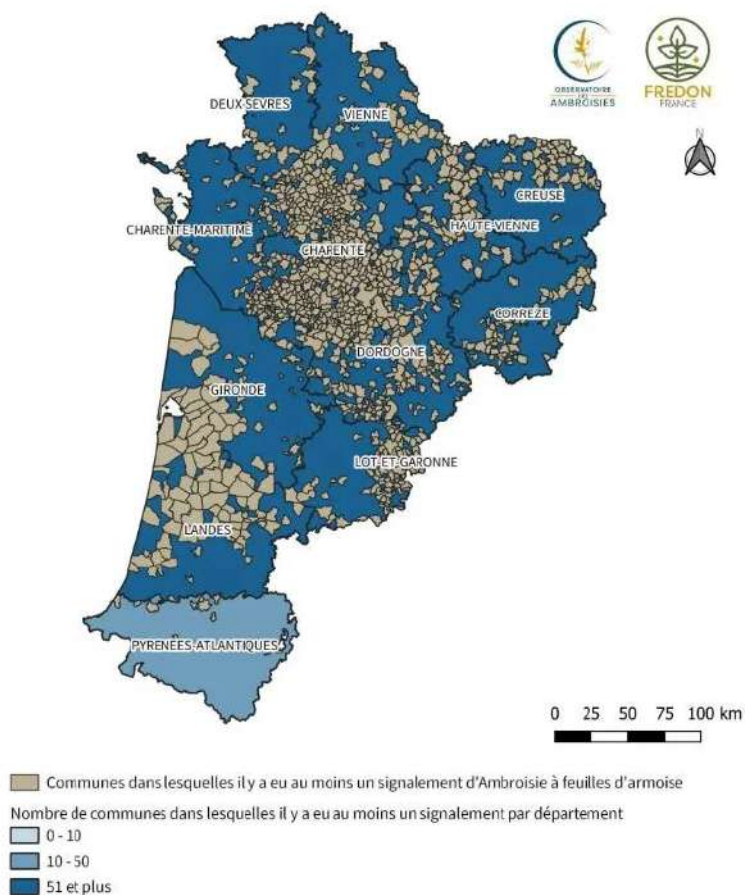 OBSERVATOIRE
DES
AMBROISIES
FREDON
FRANCE
N
DEUX-SEVRES
VIENNE
CREUSE
CHARENTE-MARITIME
HAUTE-VIENNE
CHARENTE
CORREZE
DORDOGNE
GIRONDE
LOT-ET-GARONNE
LANDES
PYRENEES-ATLANTIQUES
0 25 50 75 100 km
Communes dans lesquelles il y a eu au moins un signalement d'Ambroisie à feuilles d'armoise
Nombre de communes dans lesquelles il y a eu au moins un signalement par département
0 - 10
10 - 50
51 et plus